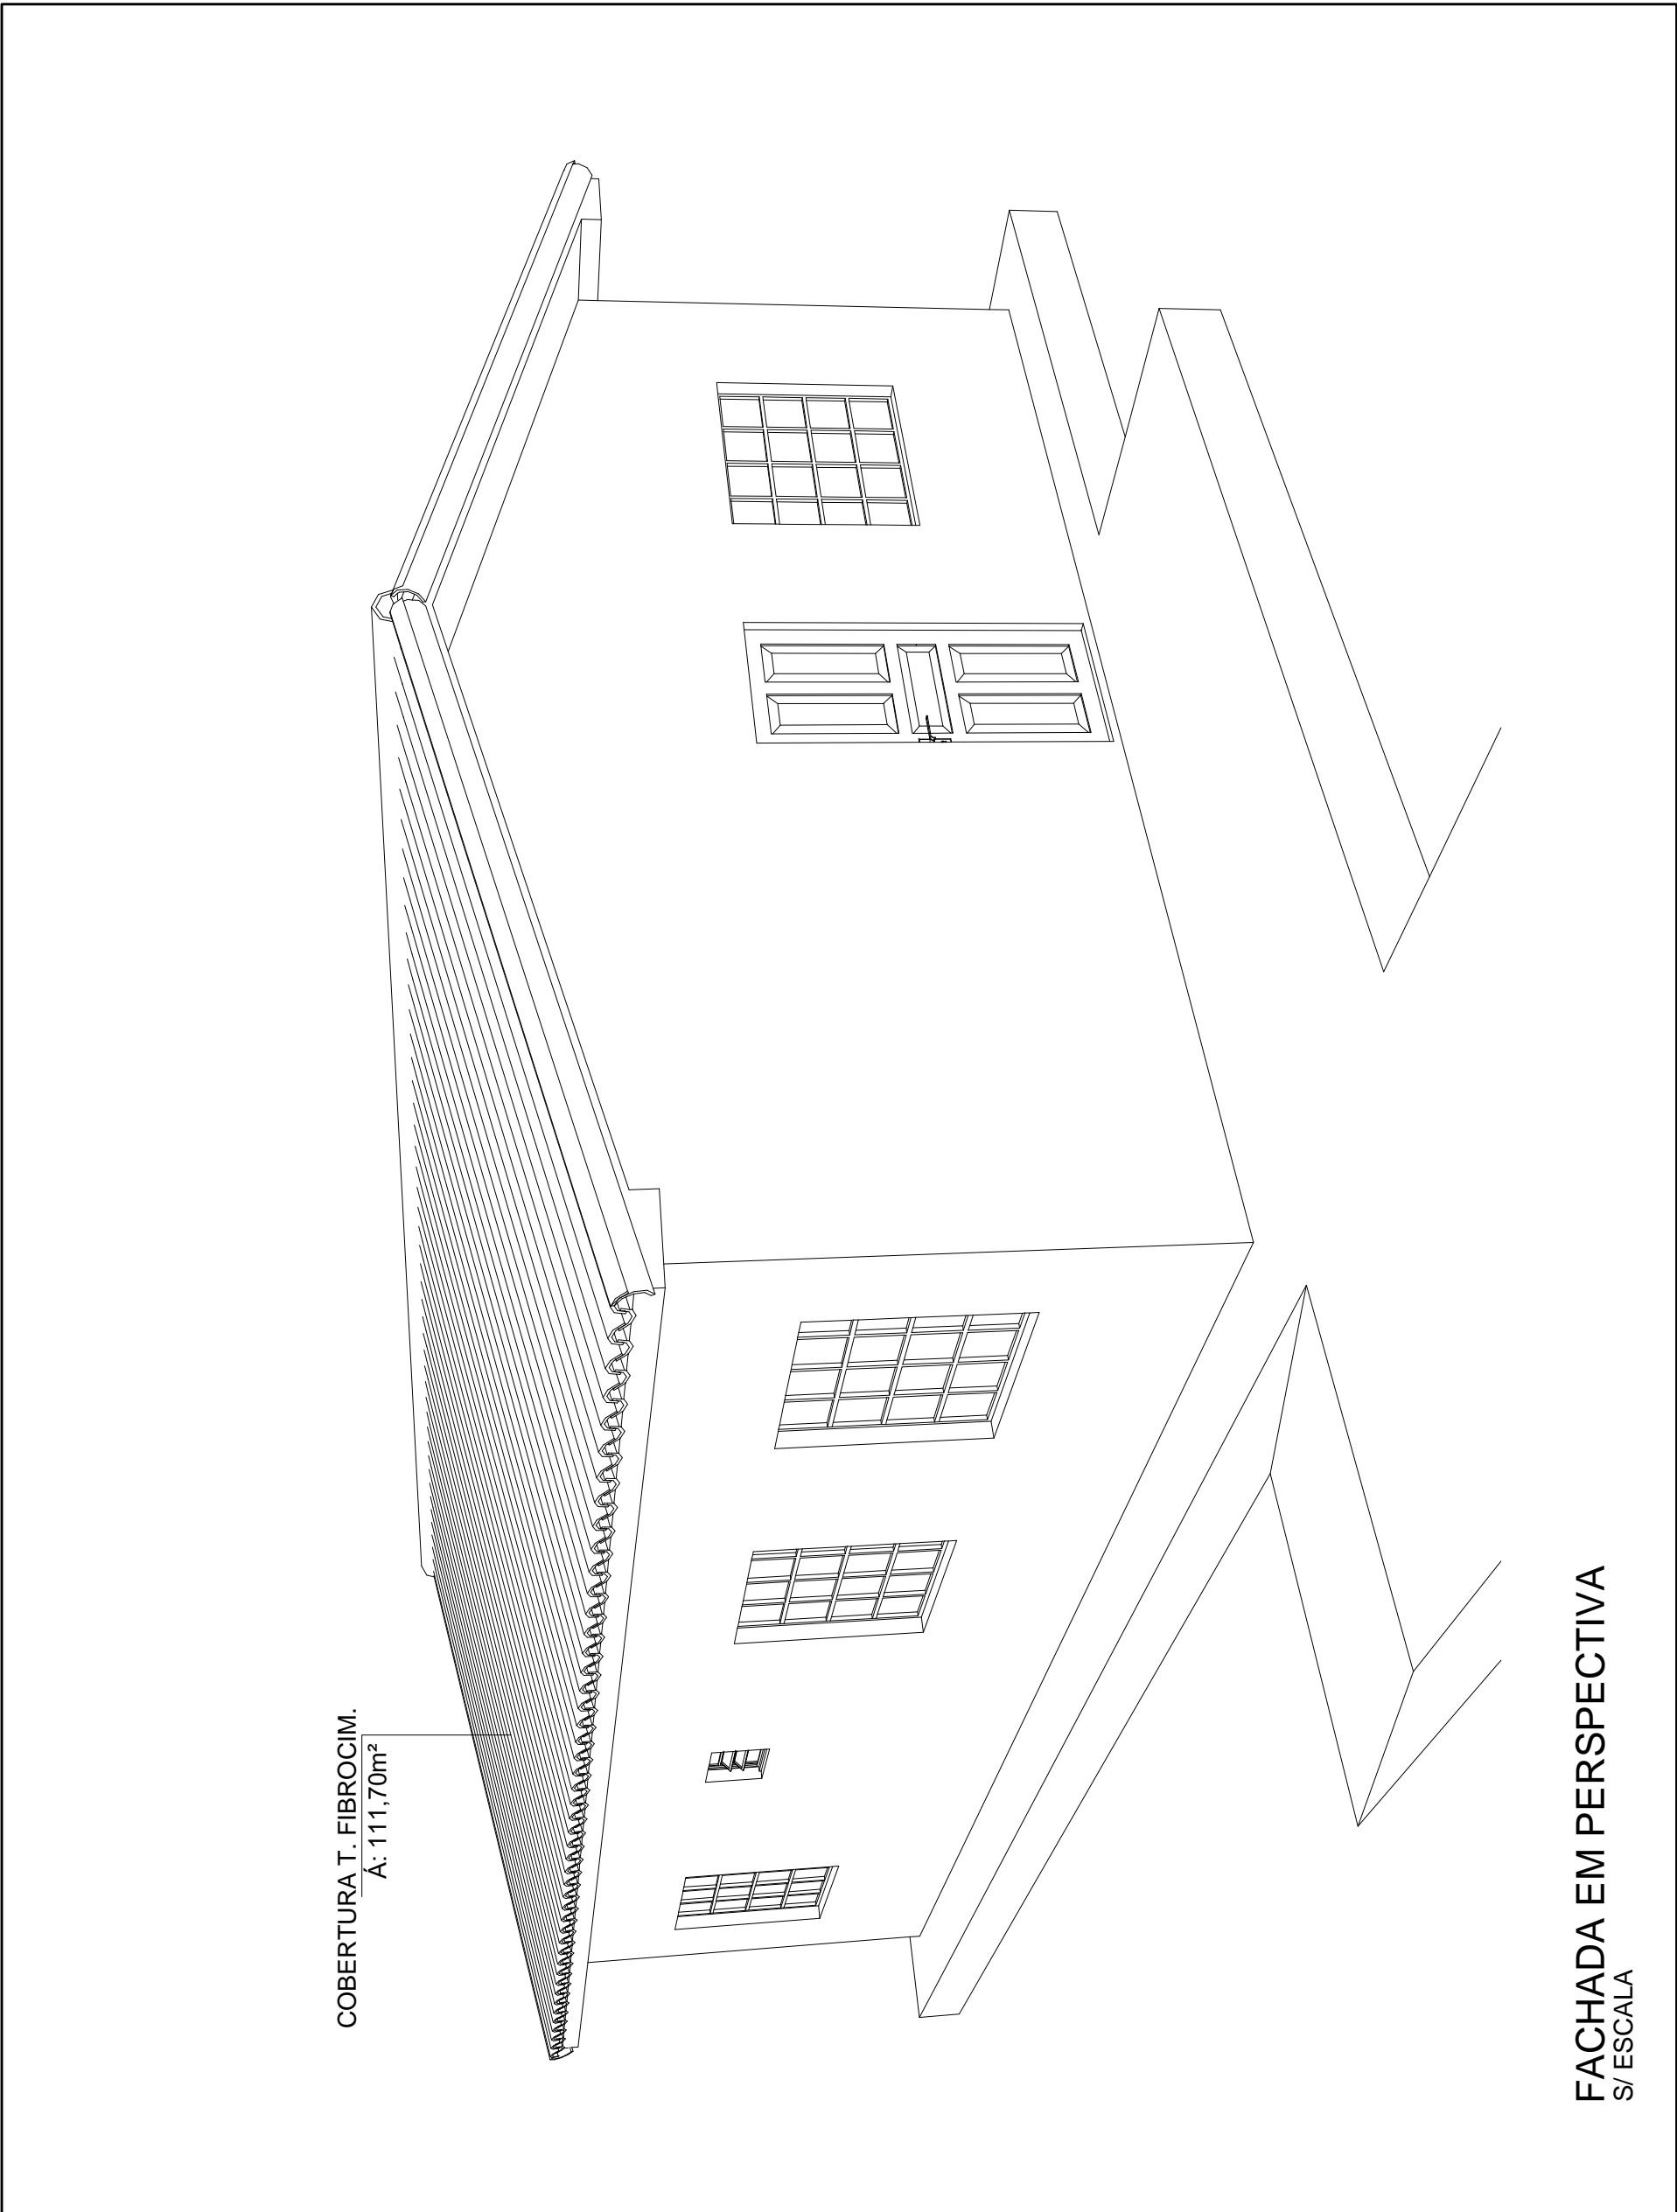 COBERTURA T. FIBROCIM.
Á: 111,70m²
FACHADA EM PERSPECTIVA
S/ ESCALA